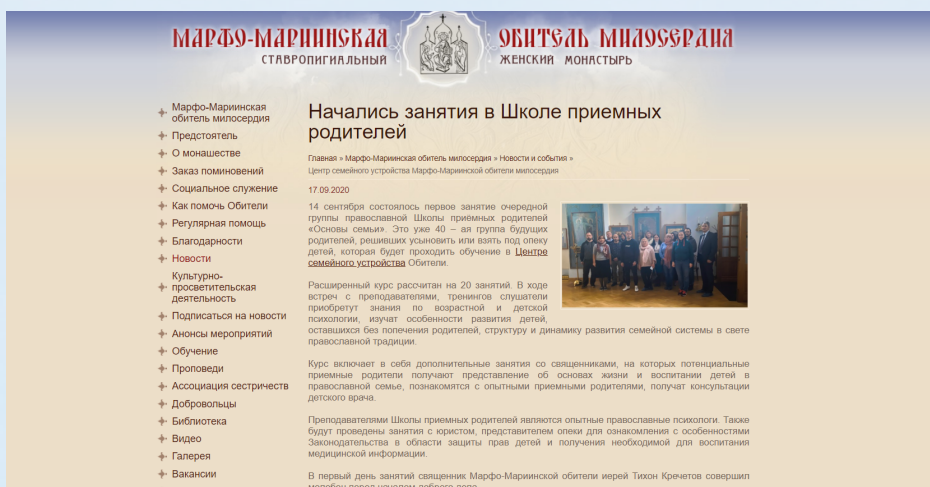 МАРФО-МАРИИНСКАЯ ОБИТЕЛЬ МИЛОСЕРДИЯ
СТАВРОПИГИАЛЬНЫЙ ЖЕНСКИЙ МОНАСТЫРЬ
Марфо-Мариинская
обитель милосердия
Предстоятель
О монашестве
Заказ поминовений
Социальное служение
Как помочь Обители
Регулярная помощь
Благодарности
Новости
Культурно-
просветительская
деятельность
Подписаться на новости
Анонсы мероприятий
Обучение
Проповеди
Ассоциация сестричеств
Добровольцы
Библиотека
Видео
Галерея
Вакансии
Начались занятия в Школе приемных
родителей
Главная » Марфо-Мариинская обитель милосердия » Новости и события »
Центр семейного устройства Марфо-Мариинской обители милосердия
17.09.2020
14 сентября состоялось первое занятие очередной
группы православной Школы приёмных родителей
«Основы семьи». Это уже 40 – ая группа будущих
родителей, решивших усыновить или взять под опеку
детей, которая будет проходить обучение в Центре
семейного устройства Обители.
Расширенный курс рассчитан на 20 занятий. В ходе
встреч с преподавателями, тренингов слушатели
приобретут знания по возрастной и детской
психологии, изучат особенности развития детей,
оставшихся без попечения родителей, структуру и динамику развития семейной системы в свете
православной традиции.
Курс включает в себя дополнительные занятия со священниками, на которых потенциальные
приемные родители получают представление об основах жизни и воспитании детей в
православной семье, познакомятся с опытными приемными родителями, получат консультации
детского врача.
Преподавателями Школы приемных родителей являются опытные православные психологи. Также
будут проведены занятия с юристом, представителем опеки для ознакомления с особенностями
Законодательства в области защиты прав детей и получения необходимой для воспитания
медицинской информации.
В первый день занятий священник Марфо-Мариинской обители иерей Тихон Кречетов совершил
молебен перед началом доброго дела.